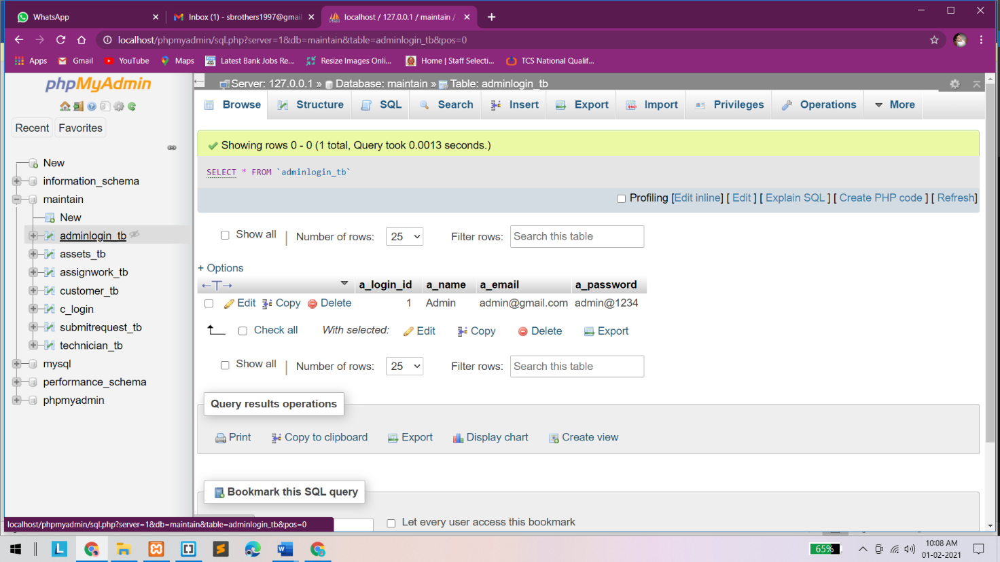 WhatsApp
Inbox (1) - sbrothers1997@gmail
localhost / 127.0.0.1 / maintain /
localhost/phpmyadmin/sql.php?server=1&db=maintain&table=adminlogin_tb&pos=0
Apps
Gmail
YouTube
Maps
Latest Bank Jobs Re...
Resize Images Onli...
Home | Staff Selecti...
TCS National Qualif...
phpMyAdmin
Recent
Favorites
New
information_schema
maintain
New
adminlogin_tb
assets_tb
assignwork_tb
customer_tb
c_login
submitrequest_tb
technician_tb
mysql
performance_schema
phpmyadmin
Server: 127.0.0.1 » Database: maintain » Table: adminlogin_tb
Browse
Structure
SQL
Search
Insert
Export
Import
Privileges
Operations
More
Showing rows 0 - 0 (1 total, Query took 0.0013 seconds.)
SELECT * FROM `adminlogin_tb`
Profiling [Edit inline] [ Edit ] [ Explain SQL ] [ Create PHP code ] [ Refresh]
Show all | Number of rows: 25 Filter rows: Search this table
+ Options
←T→ a_login_id a_name a_email a_password
Edit Copy Delete 1 Admin admin@gmail.com admin@1234
Check all With selected: Edit Copy Delete Export
Show all | Number of rows: 25 Filter rows: Search this table
Query results operations
Print Copy to clipboard Export Display chart Create view
Bookmark this SQL query
Let every user access this bookmark
localhost/phpmyadmin/sql.php?server=1&db=maintain&table=adminlogin_tb&pos=0
65%
10:08 AM
01-02-2021